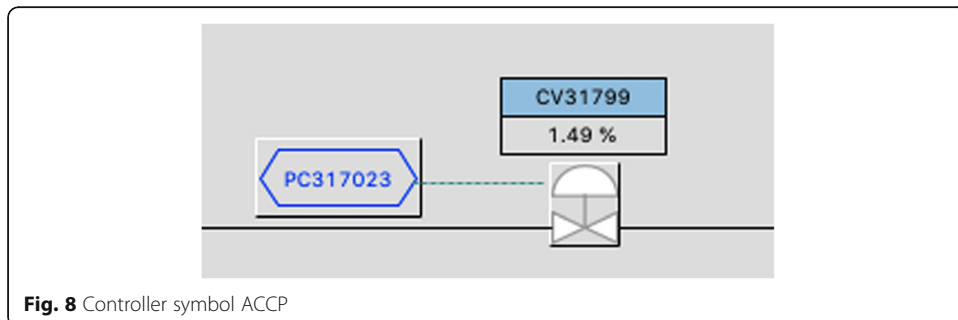 CV31799
1.49 %
PC317023
Fig. 8 Controller symbol ACCP